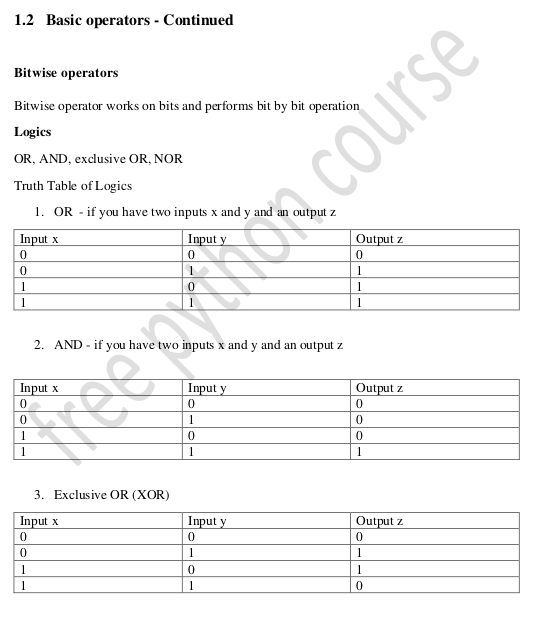 1.2 Basic operators - Continued
Bitwise operators
Bitwise operator works on bits and performs bit by bit operation
Logics
OR, AND, exclusive OR, NOR
Truth Table of Logics
1. OR - if you have two inputs x and y and an output z
Input x Input y Output z
0 0 0
0 1 1
1 0 1
1 1 1
2. AND - if you have two inputs x and y and an output z
Input x Input y Output z
0 0 0
0 1 0
1 0 0
1 1 1
3. Exclusive OR (XOR)
Input x Input y Output z
0 0 0
0 1 1
1 0 1
1 1 0
free python course